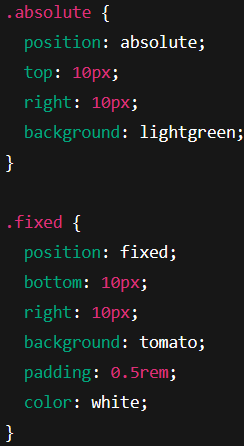 .absolute {
  position: absolute;
  top: 10px;
  right: 10px;
  background: lightgreen;
}

.fixed {
  position: fixed;
  bottom: 10px;
  right: 10px;
  background: tomato;
  padding: 0.5rem;
  color: white;
}